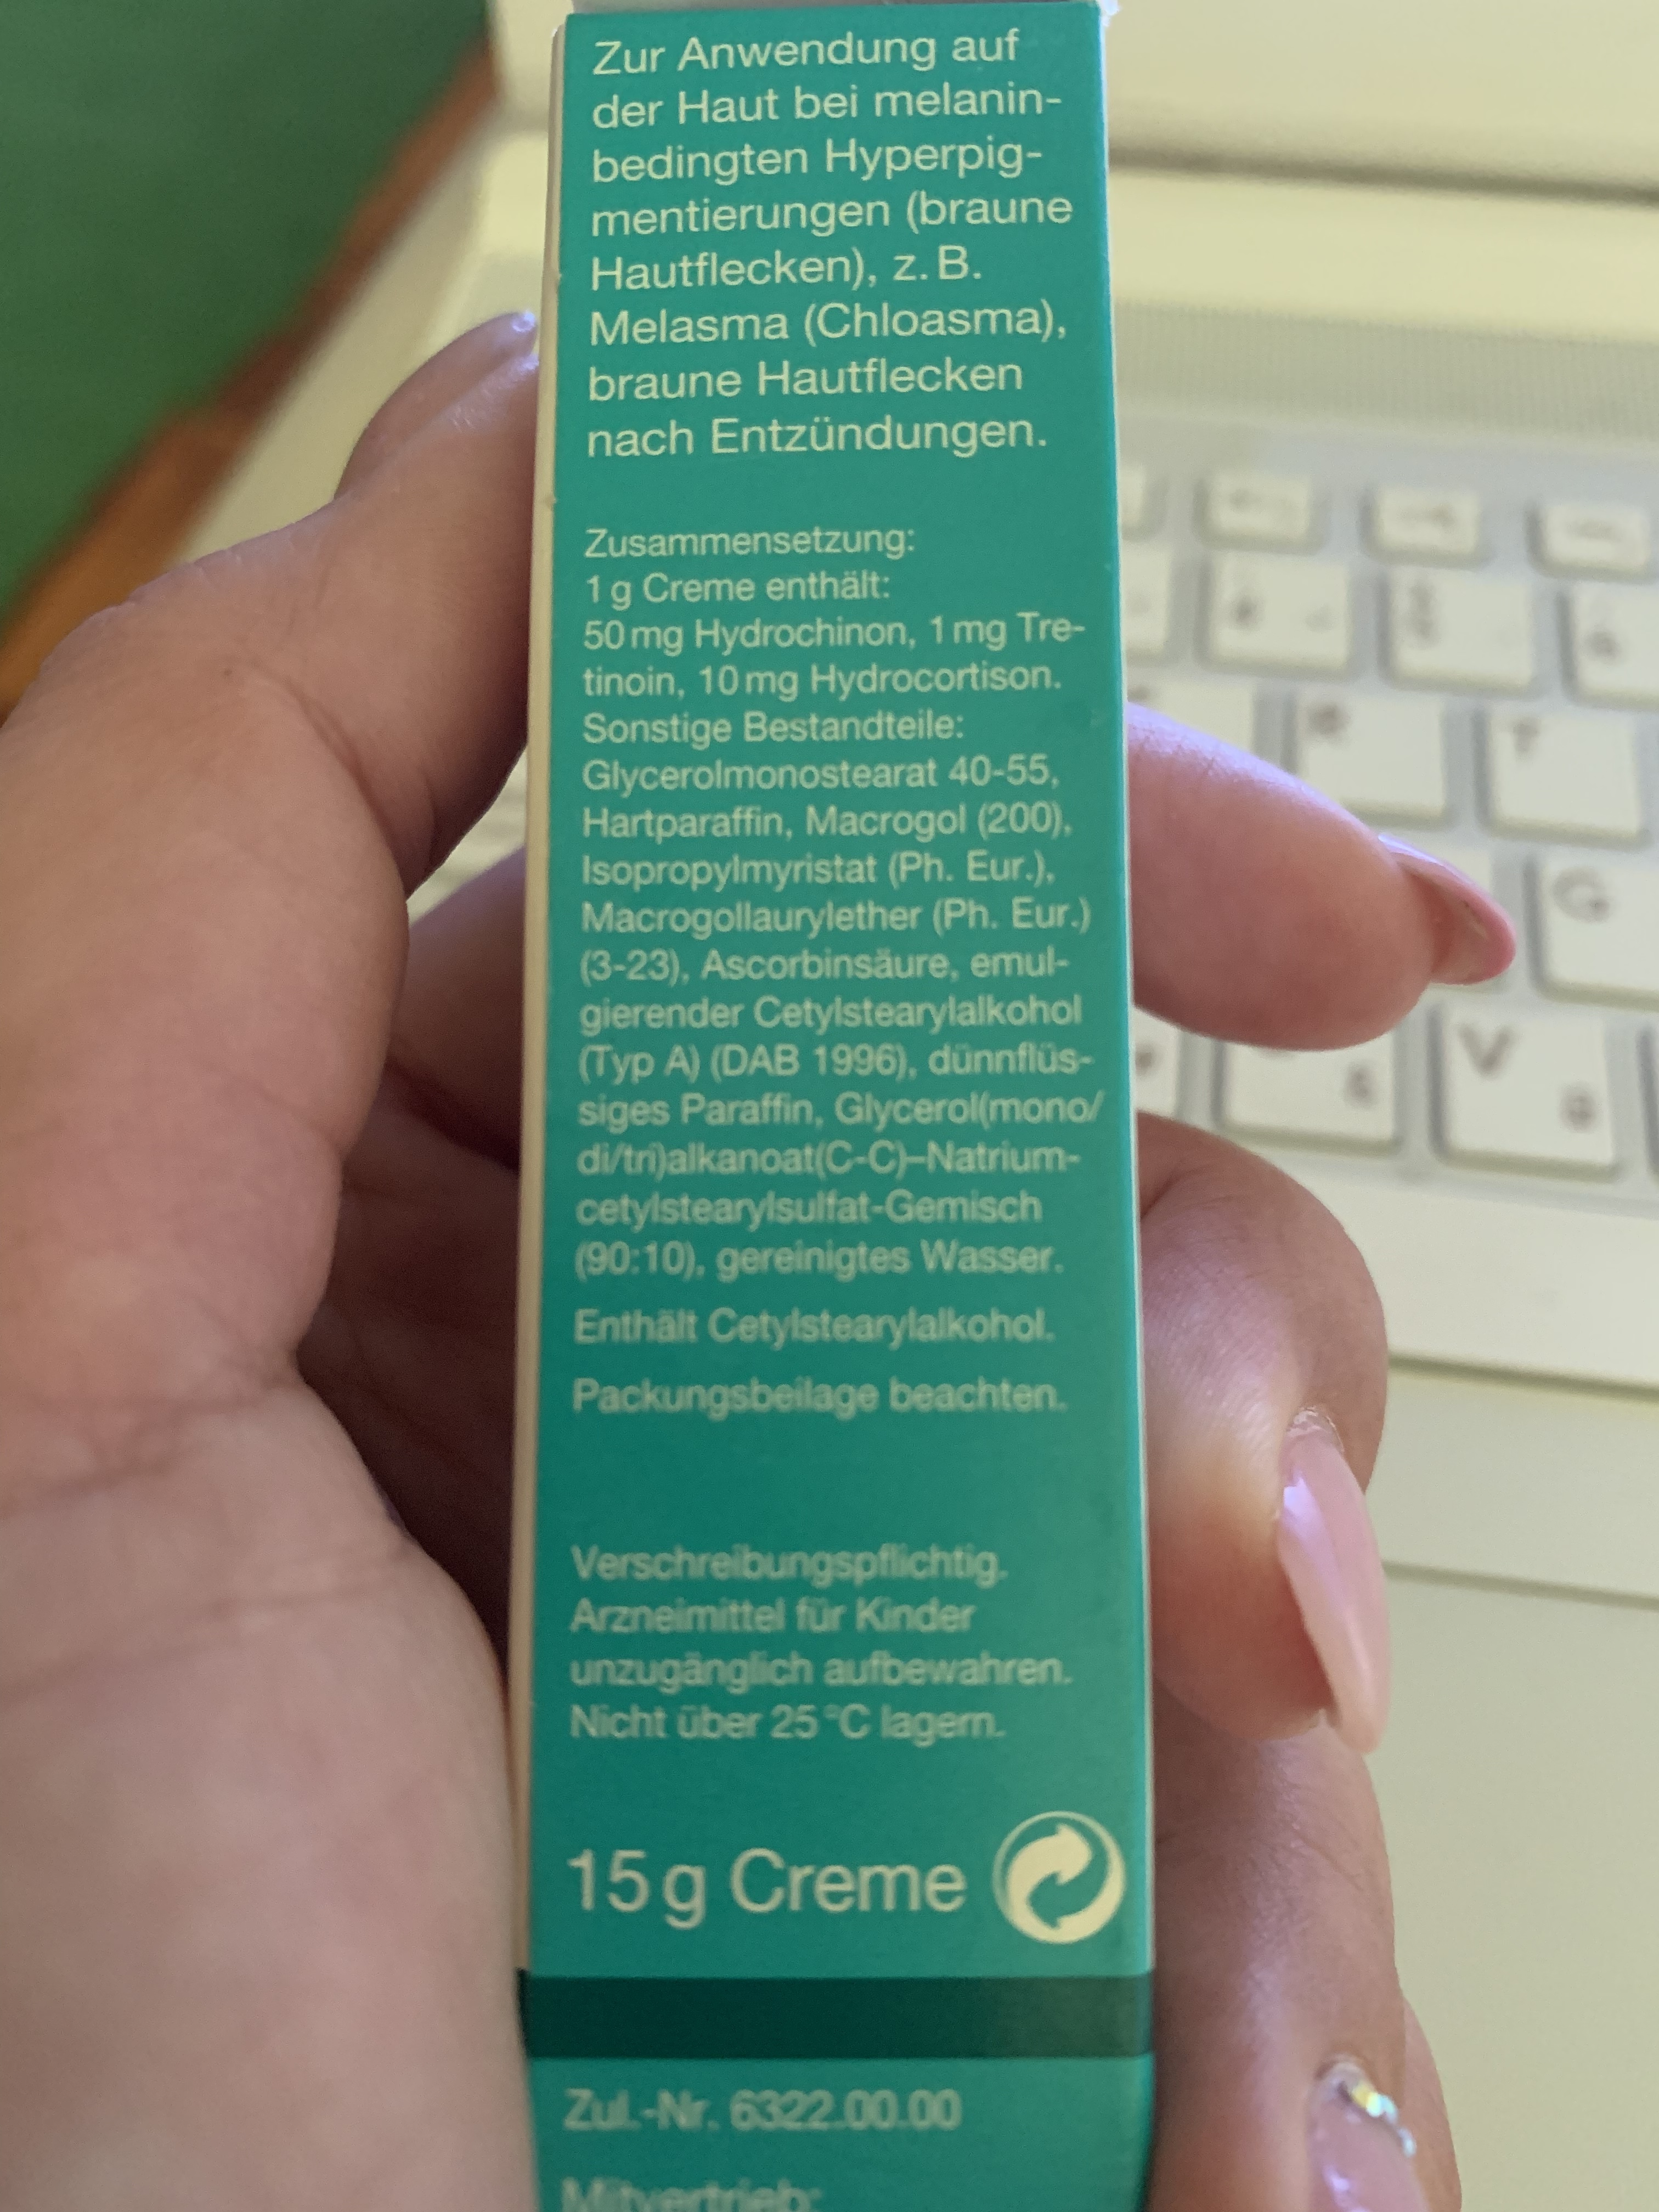 Zur Anwendung auf
der Haut bei melanin-
bedingten Hyperpig-
mentierungen (braune
Hautflecken), z. B.
Melasma (Chloasma),
braune Hautflecken
nach Entzündungen.
Zusammensetzung:
1 g Creme enthält:
50 mg Hydrochinon, 1 mg Tre-
tinoin, 10 mg Hydrocortison.
Sonstige Bestandteile:
Glycerolmonostearat 40-55,
Hartparaffin, Macrogol (200),
Isopropylmyristat (Ph. Eur.),
Macrogollaurylether (Ph. Eur.)
(3-23), Ascorbinsäure, emul-
gierender Cetylstearylalkohol
(Typ A) (DAB 1996), dünnflüs-
siges Paraffin, Glycerol(mono/
di/tri)alkanoat(C-C)–Natrium-
cetylstearylsulfat-Gemisch
(90:10), gereinigtes Wasser.
Enthält Cetylstearylalkohol.
Packungsbeilage beachten.
Verschreibungspflichtig.
Arzneimittel für Kinder
unzugänglich aufbewahren.
Nicht über 25 °C lagern.
15 g Creme
Zul.-Nr. 6322.00.00
Mitvertrieb:
R
T
G
V